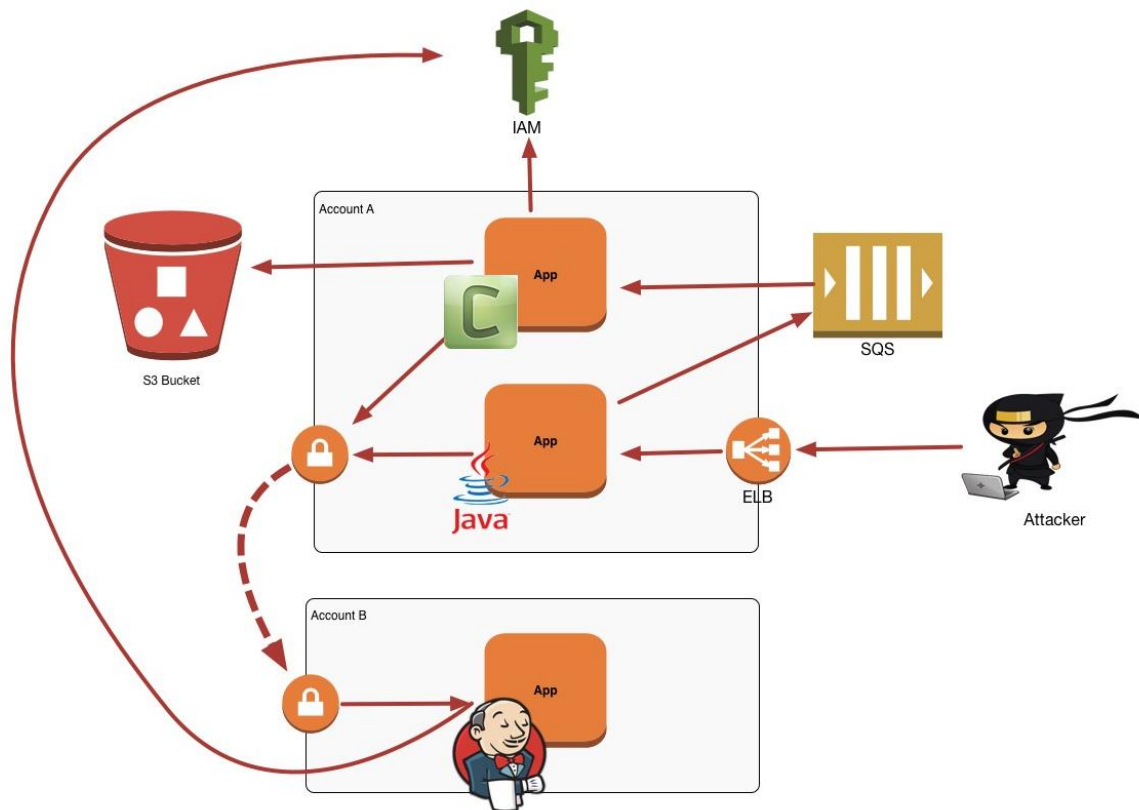 IAM
Account A
App
S3 Bucket
C
SQS
App
Java
ELB
Attacker
Account B
App